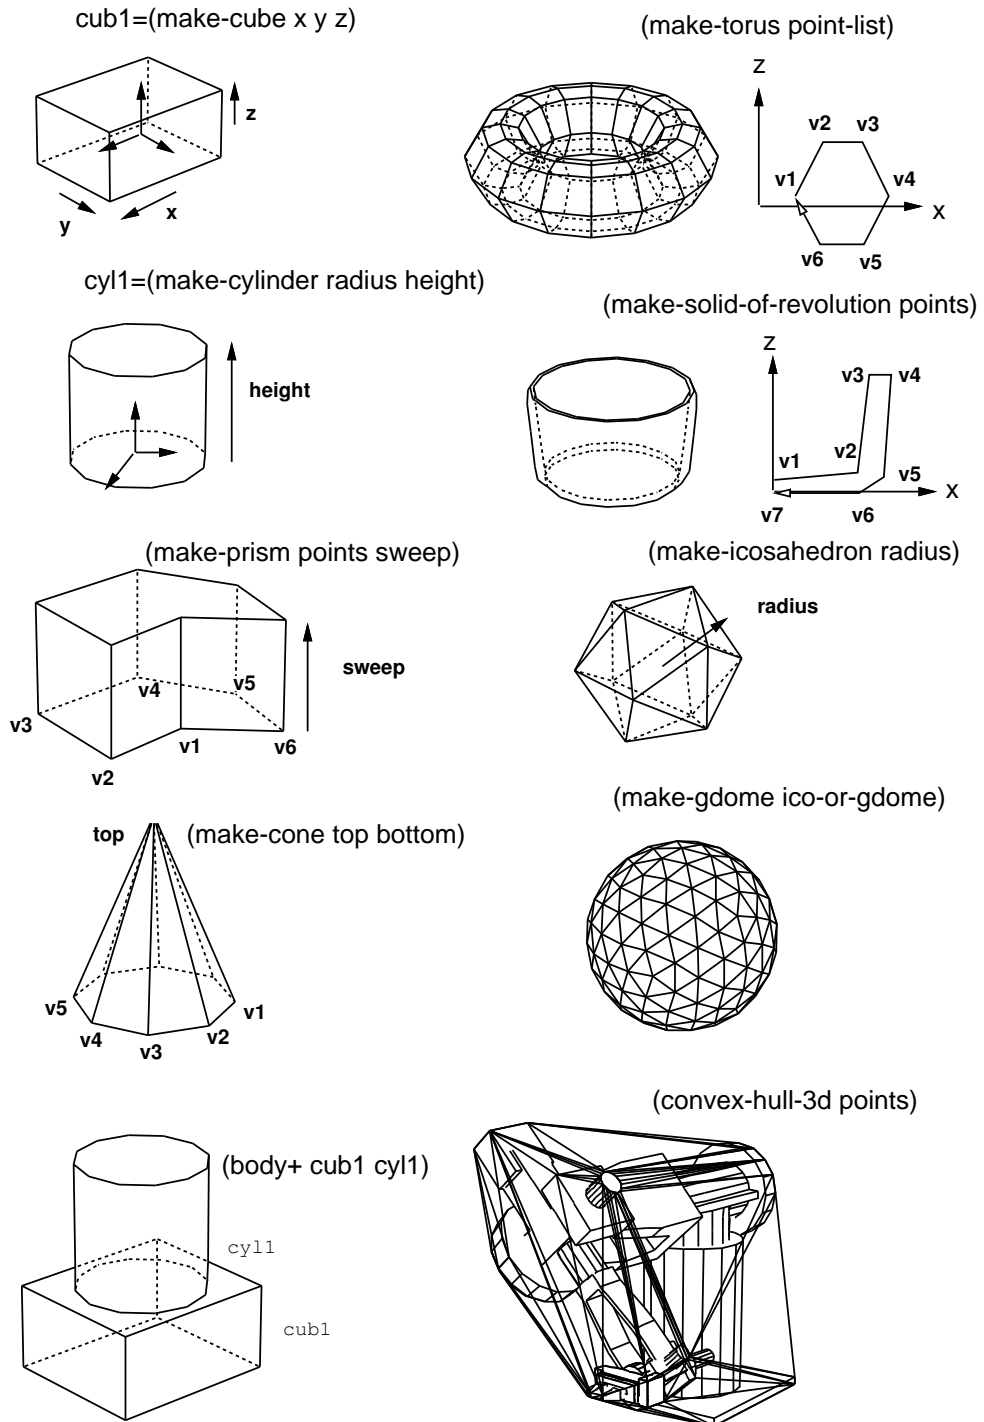 cub1=(make-cube x y z)
z
x
y
(make-torus point-list)
z
v2 v3
v1 v4
x
v6 v5
cyl1=(make-cylinder radius height)
height
(make-solid-of-revolution points)
z
v3 v4
v2
v1 v5
x
v7 v6
(make-prism points sweep)
sweep
v4 v5
v3
v1 v6
v2
(make-icosahedron radius)
radius
top (make-cone top bottom)
v5 v1
v4 v2
v3
(make-gdome ico-or-gdome)
(body+ cub1 cyl1)
cyl1
cub1
(convex-hull-3d points)